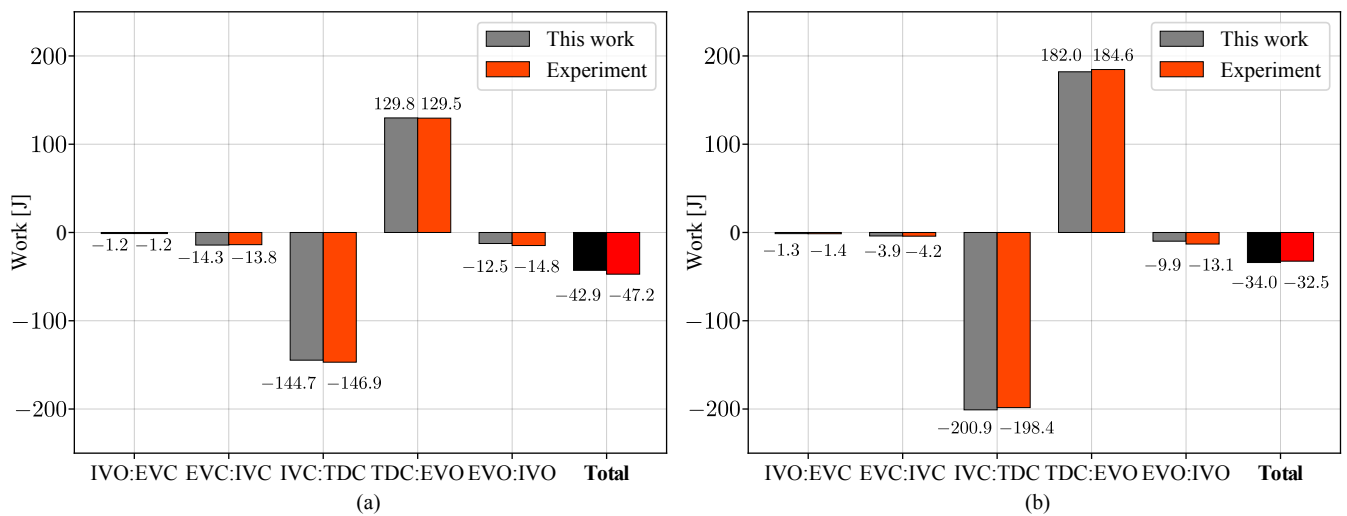 This work
Experiment
200
100
0
−100
−200
Work [J]
129.8 129.5
−1.2 −1.2
−14.3 −13.8
−12.5 −14.8
−42.9 −47.2
−144.7 −146.9
IVO:EVC EVC:IVC IVC:TDC TDC:EVO EVO:IVO Total
(a)
This work
Experiment
200
100
0
−100
−200
Work [J]
182.0 184.6
−1.3 −1.4
−3.9 −4.2
−9.9 −13.1
−34.0 −32.5
−200.9 −198.4
IVO:EVC EVC:IVC IVC:TDC TDC:EVO EVO:IVO Total
(b)